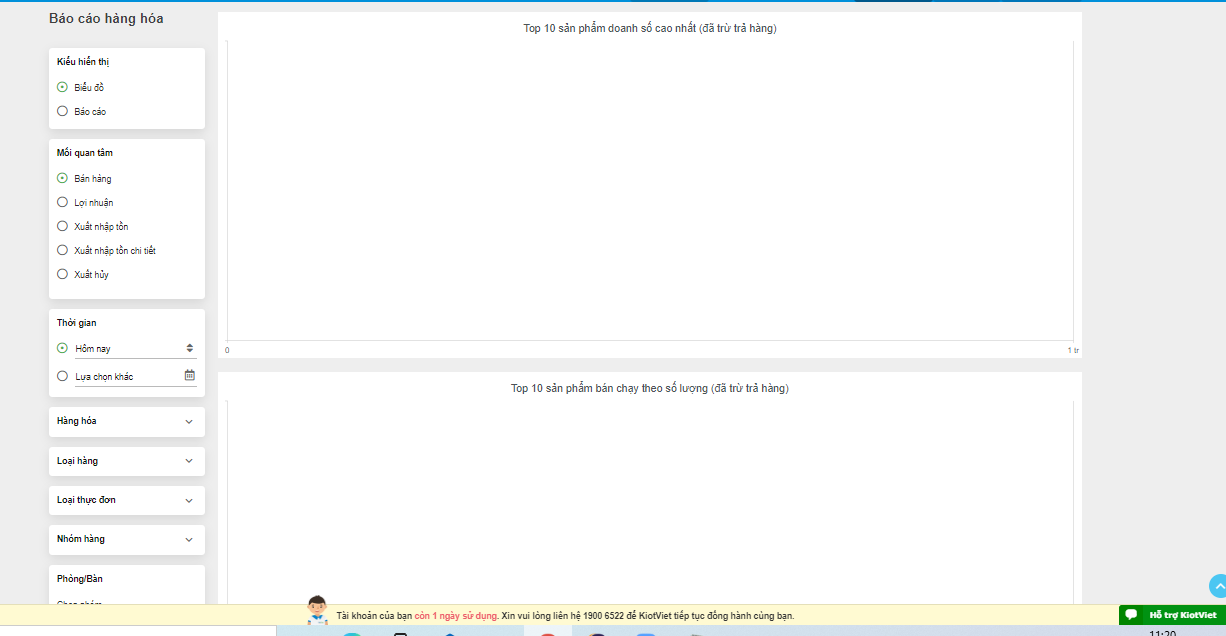 Báo cáo hàng hóa
Kiểu hiển thị
Biểu đồ
Báo cáo
Mối quan tâm
Bán hàng
Lợi nhuận
Xuất nhập tồn
Xuất nhập tồn chi tiết
Xuất hủy
Thời gian
Hôm nay
Lựa chọn khác
Hàng hóa
Loại hàng
Loại thực đơn
Nhóm hàng
Phòng/Bàn
Top 10 sản phẩm doanh số cao nhất (đã trừ trả hàng)
0
1 tr
Top 10 sản phẩm bán chạy theo số lượng (đã trừ trả hàng)
Tài khoản của bạn còn 1 ngày sử dụng. Xin vui lòng liên hệ 1900 6522 để KiotViet tiếp tục đồng hành cùng bạn.
Hỗ trợ KiotViet
11:20